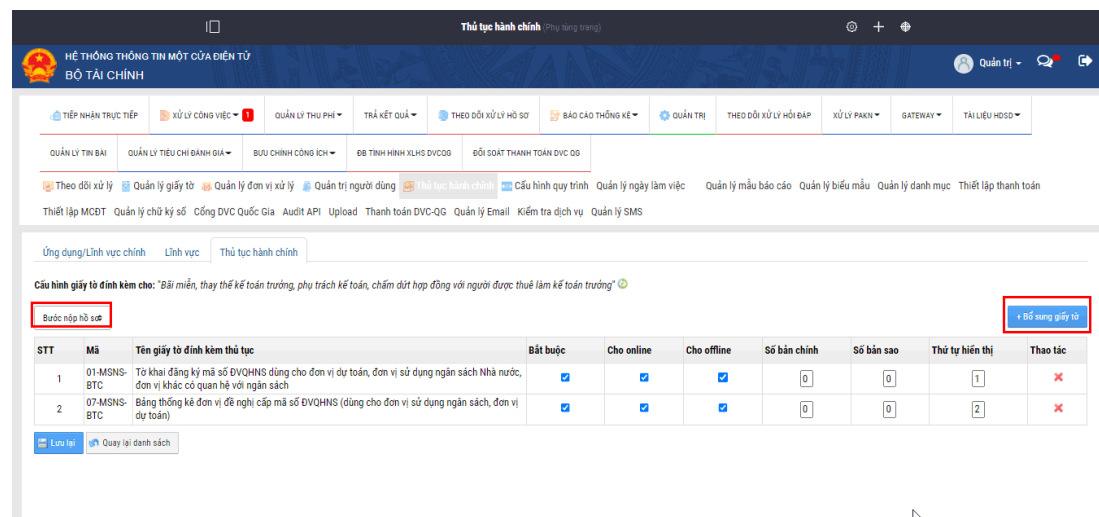 Thủ tục hành chính (Phụ tùng trang)
HỆ THỐNG THÔNG TIN MỘT CỬA ĐIỆN TỬ
BỘ TÀI CHÍNH
Quản trị
TIẾP NHẬN TRỰC TIẾP XỬ LÝ CÔNG VIỆC 1 QUẢN LÝ THU PHÍ TRẢ KẾT QUẢ THEO DÕI XỬ LÝ HỒ SƠ BÁO CÁO THỐNG KÊ QUẢN TRỊ THEO DÕI XỬ LÝ HỎI ĐÁP XỬ LÝ PAKN GATEWAY TÀI LIỆU HDSD
QUẢN LÝ TIN BÀI QUẢN LÝ TIÊU CHÍ ĐÁNH GIÁ BƯU CHÍNH CÔNG ÍCH ĐB TÌNH HÌNH XLHS DVCQG ĐỐI SOÁT THANH TOÁN DVC QG
Theo dõi xử lý Quản lý giấy tờ Quản lý đơn vị xử lý Quản trị người dùng Thủ tục hành chính Cấu hình quy trình Quản lý ngày làm việc Quản lý mẫu báo cáo Quản lý biểu mẫu Quản lý danh mục Thiết lập thanh toán
Thiết lập MCĐT Quản lý chữ ký số Cổng DVC Quốc Gia Audit API Upload Thanh toán DVC-QG Quản lý Email Kiểm tra dịch vụ Quản lý SMS
Ứng dụng/Lĩnh vực chính Lĩnh vực Thủ tục hành chính
Cấu hình giấy tờ đính kèm cho: "Bãi miễn, thay thế kế toán trưởng, phụ trách kế toán, chấm dứt hợp đồng với người được thuê làm kế toán trưởng"
Bước nộp hồ sơ
+ Bổ sung giấy tờ
STT Mã Tên giấy tờ đính kèm thủ tục Bắt buộc Cho online Cho offline Số bản chính Số bản sao Thứ tự hiển thị Thao tác
1 01-MSNS-BTC Tờ khai đăng ký mã số ĐVQHNS dùng cho đơn vị dự toán, đơn vị sử dụng ngân sách Nhà nước, 0 0 1
đơn vị khác có quan hệ với ngân sách
2 07-MSNS-BTC Bảng thống kê đơn vị đề nghị cấp mã số ĐVQHNS (dùng cho đơn vị sử dụng ngân sách, đơn vị 0 0 2
dự toán)
Lưu lại Quay lại danh sách